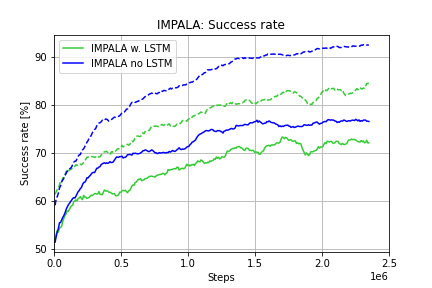 IMPALA: Success rate
IMPALA w. LSTM
IMPALA no LSTM
Success rate [%]
90
80
70
60
50
0.0 0.5 1.0 1.5 2.0 2.5
Steps
1e6